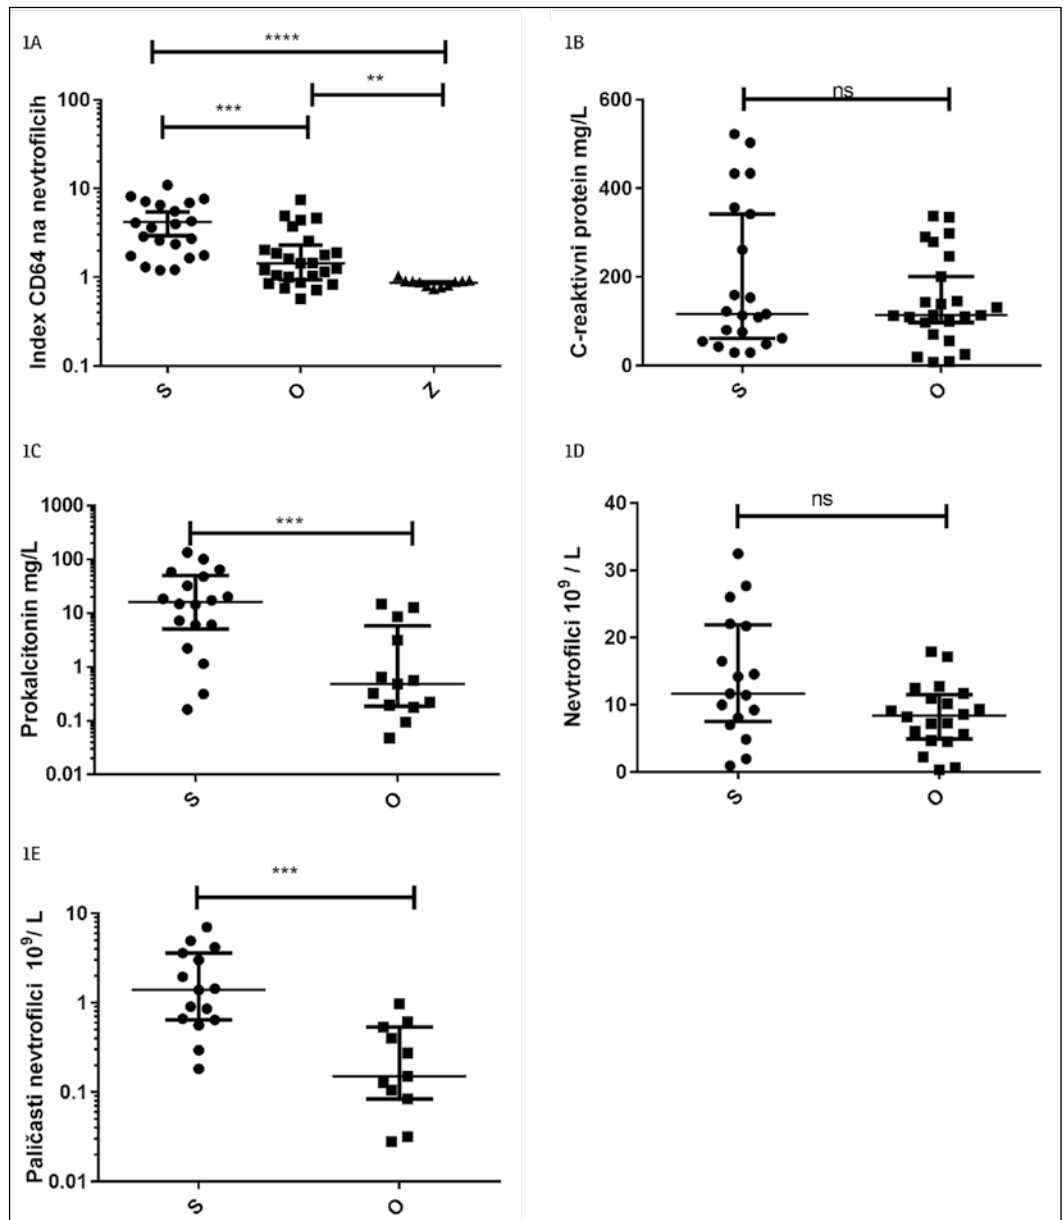 1A
****
**
***
Index CD64 na nevtrofilcih
100
10
1
0.1
S
O
Z
1B
ns
C-reaktivni protein mg/L
600
400
200
0
S
O
1C
***
Prokalcitonin mg/L
1000
100
10
1
0.1
0.01
S
O
1D
ns
Nevtrofilci 10⁹ / L
40
30
20
10
0
S
O
1E
***
Paličasti nevtrofilci 10⁹/ L
10
1
0.1
0.01
S
O